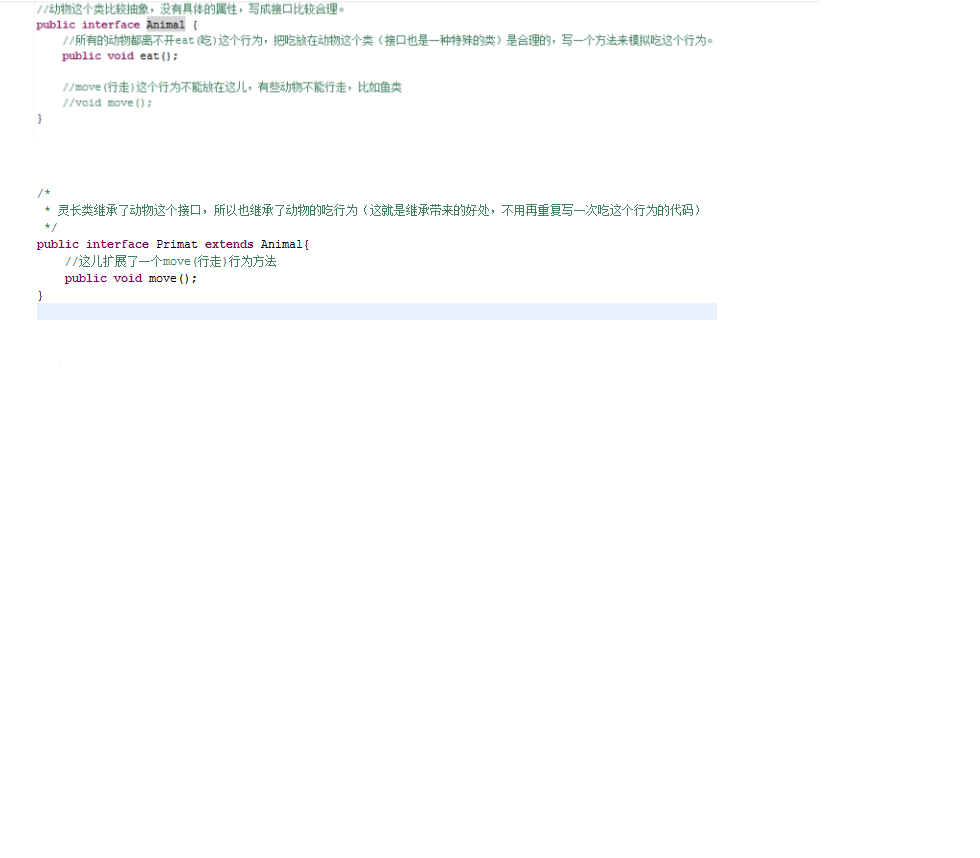 //动物这个类比较抽象，没有具体的属性，写成接口比较合理。
public interface Animal {
//所有的动物都离不开eat(吃)这个行为，把吃放在动物这个类（接口也是一种特殊的类）是合理的，写一个方法来模拟吃这个行为。
public void eat();
//move(行走)这个行为不能放在这儿，有些动物不能行走，比如鱼类
//void move();
}
/*
* 灵长类继承了动物这个接口，所以也继承了动物的吃行为（这就是继承带来的好处，不用再重复写一次吃这个行为的代码）
*/
public interface Primat extends Animal{
//这儿扩展了一个move(行走)行为方法
public void move();
}